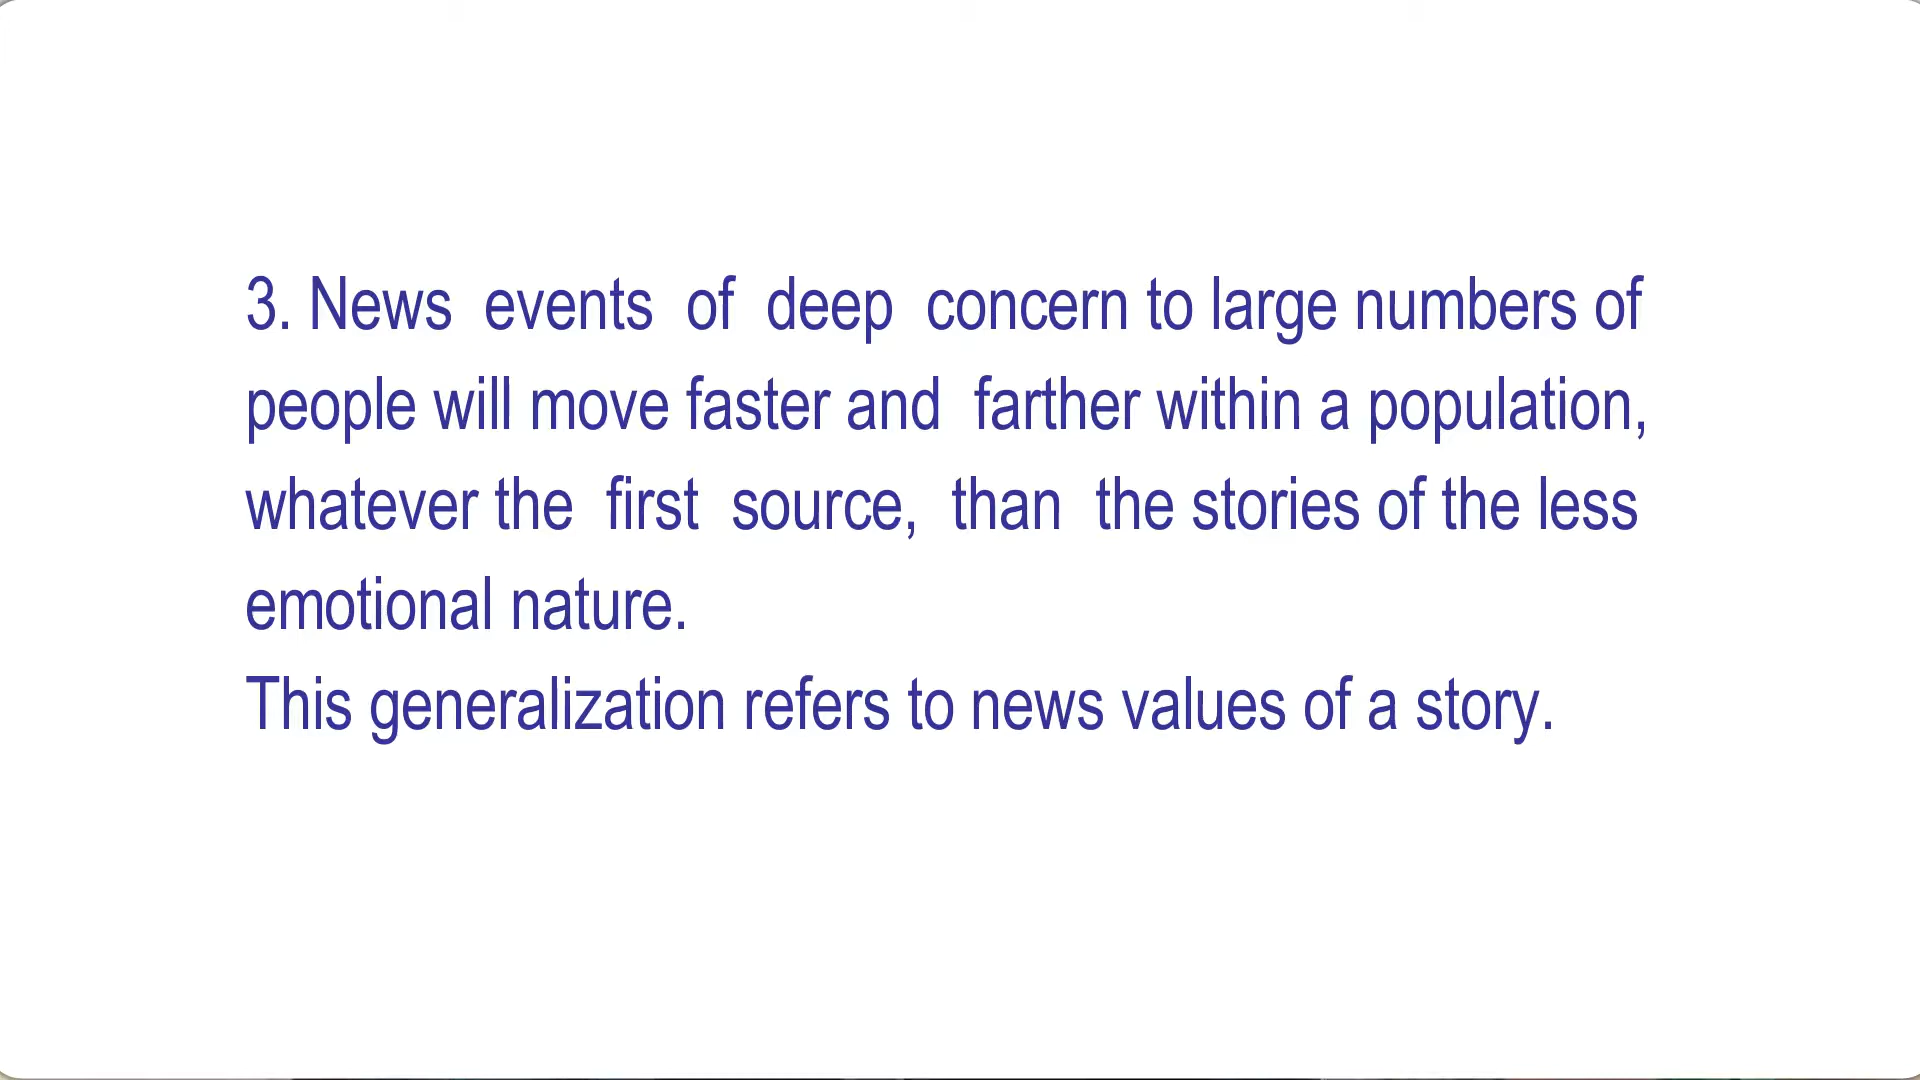 3. News events of deep concern to large numbers of
people will move faster and farther within a population,
whatever the first source, than the stories of the less
emotional nature.
This generalization refers to news values of a story.